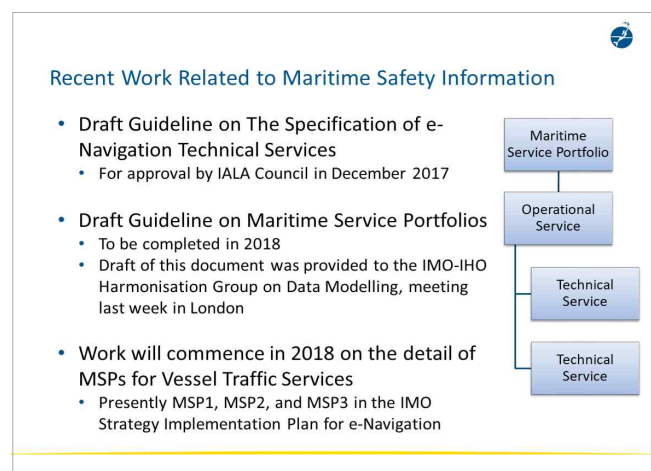 Recent Work Related to Maritime Safety Information
• Draft Guideline on The Specification of e-
Navigation Technical Services
• For approval by IALA Council in December 2017
• Draft Guideline on Maritime Service Portfolios
• To be completed in 2018
• Draft of this document was provided to the IMO-IHO
Harmonisation Group on Data Modelling, meeting
last week in London
• Work will commence in 2018 on the detail of
MSPs for Vessel Traffic Services
• Presently MSP1, MSP2, and MSP3 in the IMO
Strategy Implementation Plan for e-Navigation
Maritime
Service Portfolio
Operational
Service
Technical
Service
Technical
Service